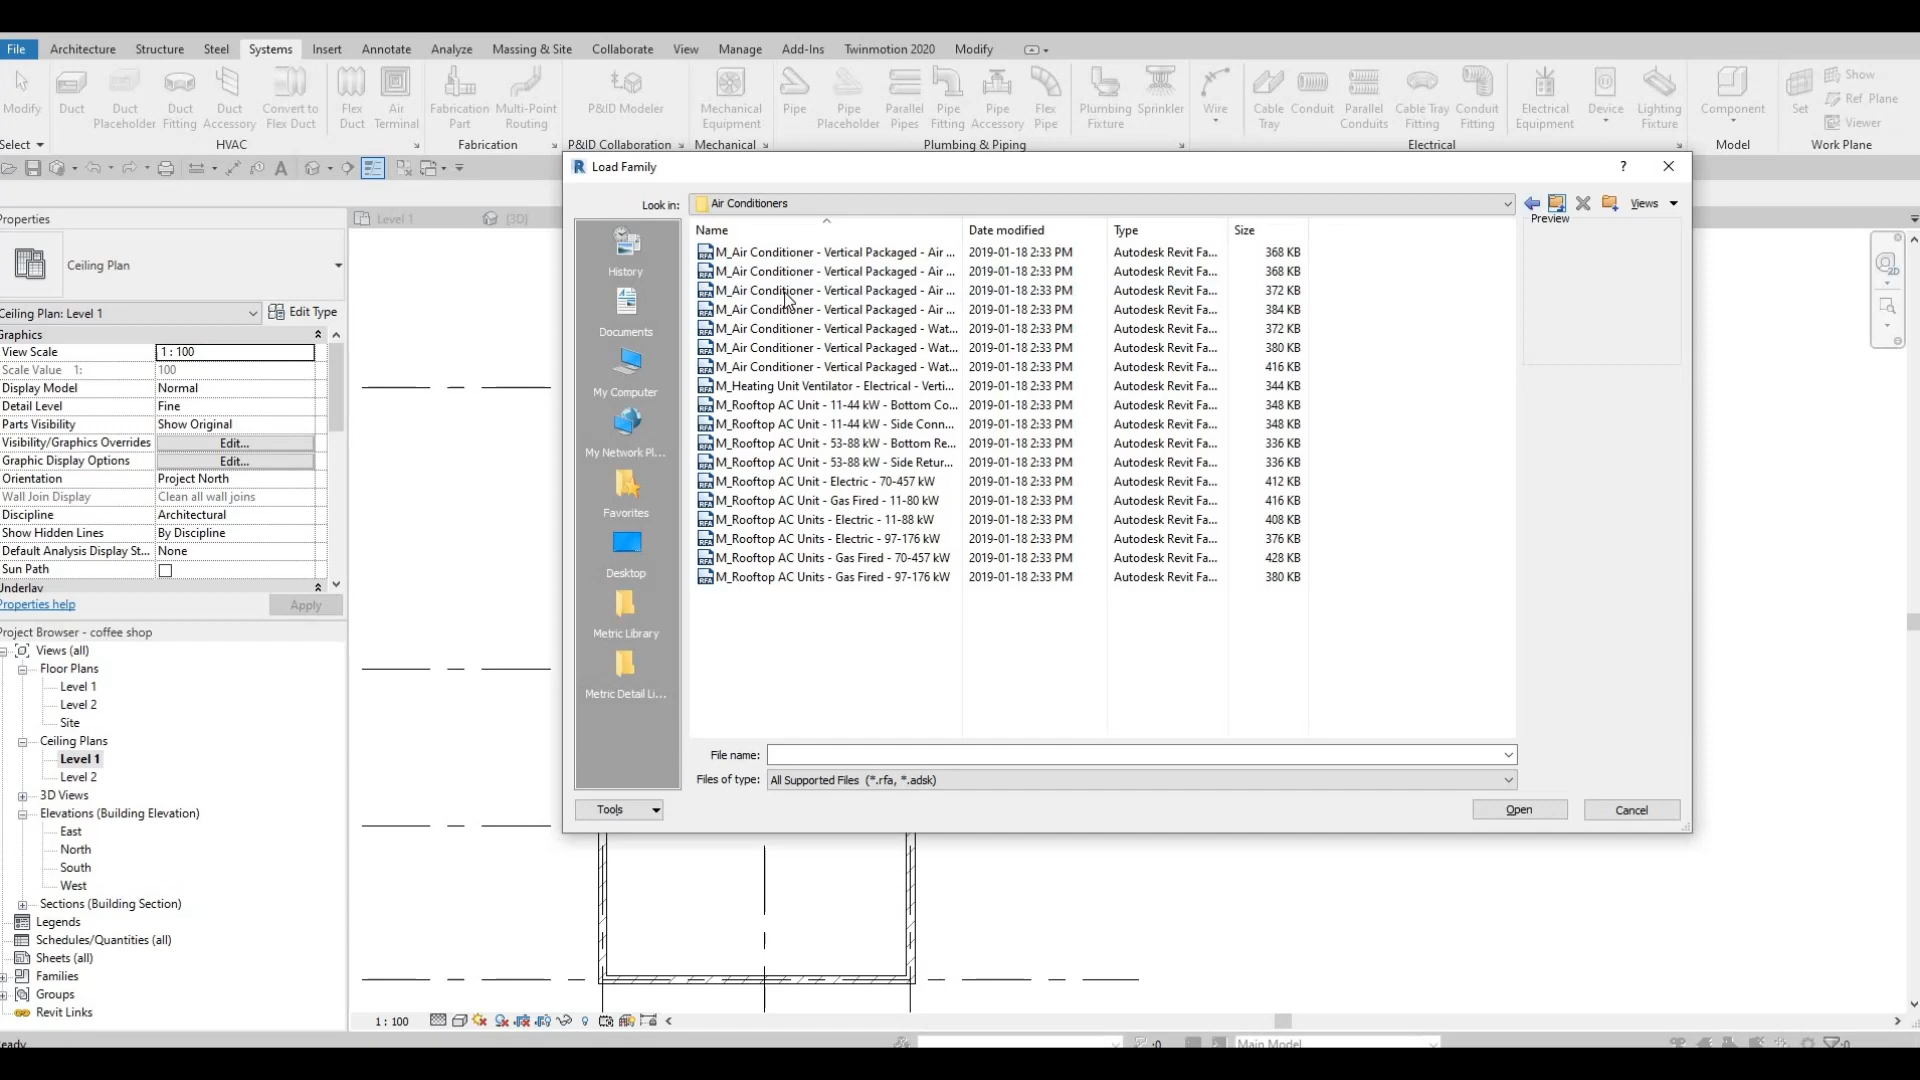 File Architecture Structure Steel Systems Insert Annotate Analyze Massing & Site Collaborate View Manage Add-Ins Twinmotion 2020 Modify
Modify Duct Duct Placeholder Duct Fitting Duct Accessory Convert to Flex Duct Flex Duct Air Terminal Fabrication Part Multi-Point Routing P&ID Modeler Mechanical Equipment Pipe Pipe Placeholder Parallel Pipes Pipe Fitting Pipe Accessory Flex Pipe Plumbing Fixture Sprinkler Wire Cable Tray Conduit Parallel Conduits Cable Tray Fitting Conduit Fitting Electrical Equipment Device Lighting Fixture Component Set Show Ref Plane Viewer
Select HVAC Fabrication P&ID Collaboration Mechanical Plumbing & Piping Electrical Model Work Plane
Load Family ?
Look in: Air Conditioners Views
Preview
Name Date modified Type Size
M_Air Conditioner - Vertical Packaged - Air ... 2019-01-18 2:33 PM Autodesk Revit Fa... 368 KB
M_Air Conditioner - Vertical Packaged - Air ... 2019-01-18 2:33 PM Autodesk Revit Fa... 368 KB
M_Air Conditioner - Vertical Packaged - Air ... 2019-01-18 2:33 PM Autodesk Revit Fa... 372 KB
M_Air Conditioner - Vertical Packaged - Air ... 2019-01-18 2:33 PM Autodesk Revit Fa... 384 KB
M_Air Conditioner - Vertical Packaged - Wat... 2019-01-18 2:33 PM Autodesk Revit Fa... 372 KB
M_Air Conditioner - Vertical Packaged - Wat... 2019-01-18 2:33 PM Autodesk Revit Fa... 380 KB
M_Air Conditioner - Vertical Packaged - Wat... 2019-01-18 2:33 PM Autodesk Revit Fa... 416 KB
M_Heating Unit Ventilator - Electrical - Verti... 2019-01-18 2:33 PM Autodesk Revit Fa... 344 KB
M_Rooftop AC Unit - 11-44 kW - Bottom Co... 2019-01-18 2:33 PM Autodesk Revit Fa... 348 KB
M_Rooftop AC Unit - 11-44 kW - Side Conn... 2019-01-18 2:33 PM Autodesk Revit Fa... 348 KB
M_Rooftop AC Unit - 53-88 kW - Bottom Re... 2019-01-18 2:33 PM Autodesk Revit Fa... 336 KB
M_Rooftop AC Unit - 53-88 kW - Side Retur... 2019-01-18 2:33 PM Autodesk Revit Fa... 336 KB
M_Rooftop AC Unit - Electric - 70-457 kW 2019-01-18 2:33 PM Autodesk Revit Fa... 412 KB
M_Rooftop AC Unit - Gas Fired - 11-80 kW 2019-01-18 2:33 PM Autodesk Revit Fa... 416 KB
M_Rooftop AC Units - Electric - 11-88 kW 2019-01-18 2:33 PM Autodesk Revit Fa... 408 KB
M_Rooftop AC Units - Electric - 97-176 kW 2019-01-18 2:33 PM Autodesk Revit Fa... 376 KB
M_Rooftop AC Units - Gas Fired - 70-457 kW 2019-01-18 2:33 PM Autodesk Revit Fa... 428 KB
M_Rooftop AC Units - Gas Fired - 97-176 kW 2019-01-18 2:33 PM Autodesk Revit Fa... 380 KB
History
Documents
My Computer
My Network Pl...
Favorites
Desktop
Metric Library
Metric Detail Li...
File name:
Files of type: All Supported Files (*.rfa, *.adsk)
Tools Open Cancel
Properties
Level 1 [3D]
Ceiling Plan
Ceiling Plan: Level 1 Edit Type
Graphics
View Scale 1 : 100
Scale Value 1: 100
Display Model Normal
Detail Level Fine
Parts Visibility Show Original
Visibility/Graphics Overrides Edit...
Graphic Display Options Edit...
Orientation Project North
Wall Join Display Clean all wall joins
Discipline Architectural
Show Hidden Lines By Discipline
Default Analysis Display St... None
Sun Path
Underlay
Properties help Apply
Project Browser - coffee shop
Views (all)
Floor Plans
Level 1
Level 2
Site
Ceiling Plans
Level 1
Level 2
3D Views
Elevations (Building Elevation)
East
North
South
West
Sections (Building Section)
Legends
Schedules/Quantities (all)
Sheets (all)
Families
Groups
Revit Links
2D
1 : 100
eady :0 Main Model :0